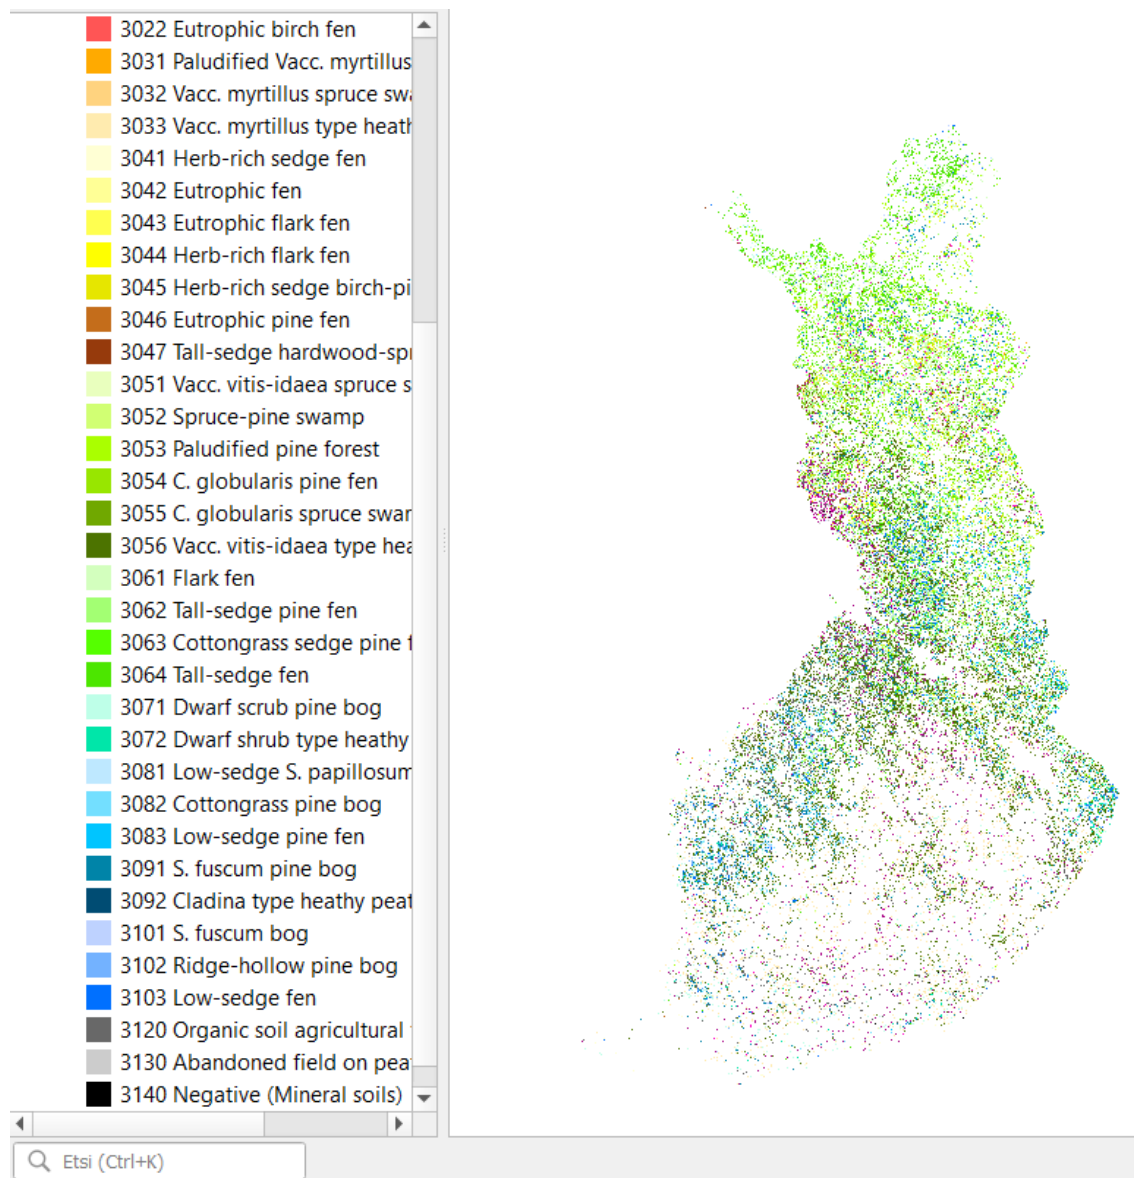 3022 Eutrophic birch fen
3031 Paludified Vacc. myrtillus
3032 Vacc. myrtillus spruce swa
3033 Vacc. myrtillus type heath
3041 Herb-rich sedge fen
3042 Eutrophic fen
3043 Eutrophic flark fen
3044 Herb-rich flark fen
3045 Herb-rich sedge birch-pi
3046 Eutrophic pine fen
3047 Tall-sedge hardwood-spr
3051 Vacc. vitis-idaea spruce s
3052 Spruce-pine swamp
3053 Paludified pine forest
3054 C. globularis pine fen
3055 C. globularis spruce swar
3056 Vacc. vitis-idaea type hea
3061 Flark fen
3062 Tall-sedge pine fen
3063 Cottongrass sedge pine f
3064 Tall-sedge fen
3071 Dwarf scrub pine bog
3072 Dwarf shrub type heathy
3081 Low-sedge S. papillosum
3082 Cottongrass pine bog
3083 Low-sedge pine fen
3091 S. fuscum pine bog
3092 Cladina type heathy peat
3101 S. fuscum bog
3102 Ridge-hollow pine bog
3103 Low-sedge fen
3120 Organic soil agricultural
3130 Abandoned field on pea
3140 Negative (Mineral soils)
Etsi (Ctrl+K)